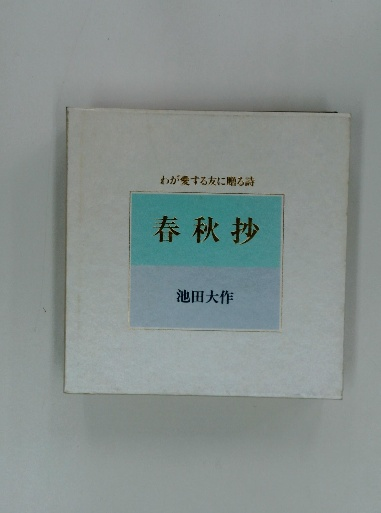 わが愛する友に贈る詩
春秋抄
池田大作